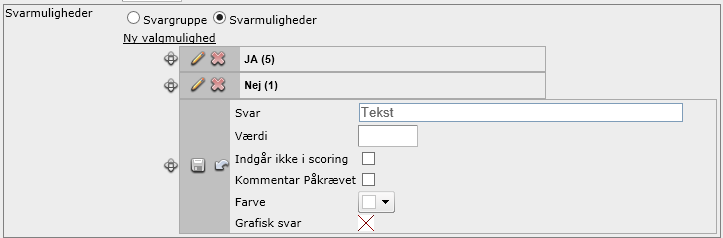 Svarmuligheder
Svargruppe Svarmuligheder
Ny valgmulighed
JA (5)
Nej (1)
Svar Tekst
Værdi
Indgår ikke i scoring
Kommentar Påkrævet
Farve
Grafisk svar